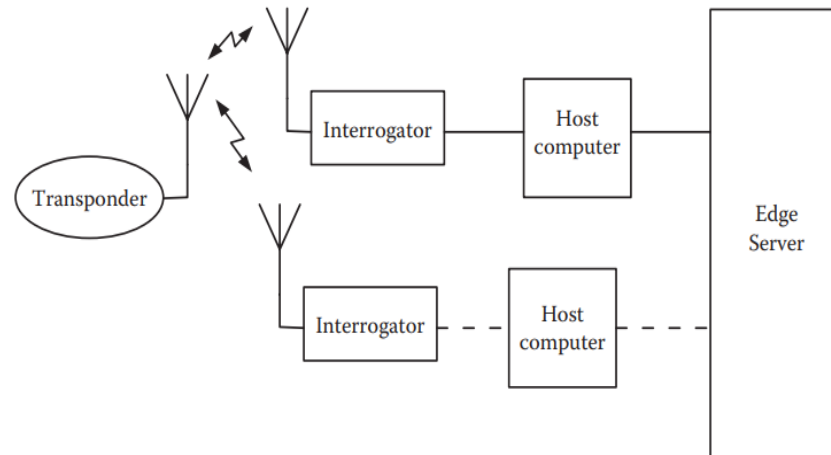 Transponder
Interrogator
Host
computer
Interrogator
Host
computer
Edge
Server